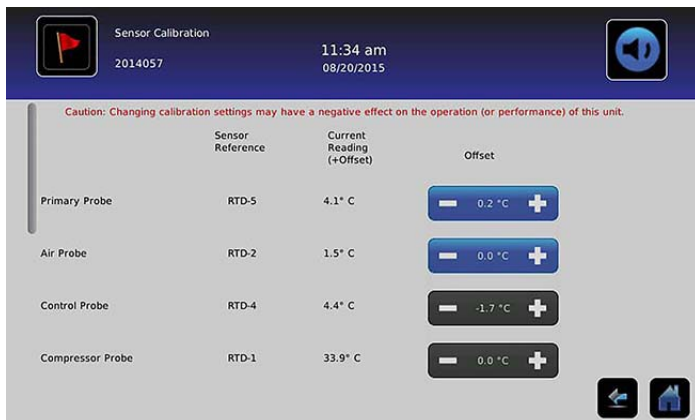 Sensor Calibration
2014057
11:34 am
08/20/2015
Caution: Changing calibration settings may have a negative effect on the operation (or performance) of this unit.
Sensor
Reference
Current
Reading
(+Offset)
Offset
Primary Probe RTD-5 4.1° C 0.2 °C
Air Probe RTD-2 1.5° C 0.0 °C
Control Probe RTD-4 4.4° C -1.7 °C
Compressor Probe RTD-1 33.9° C 0.0 °C